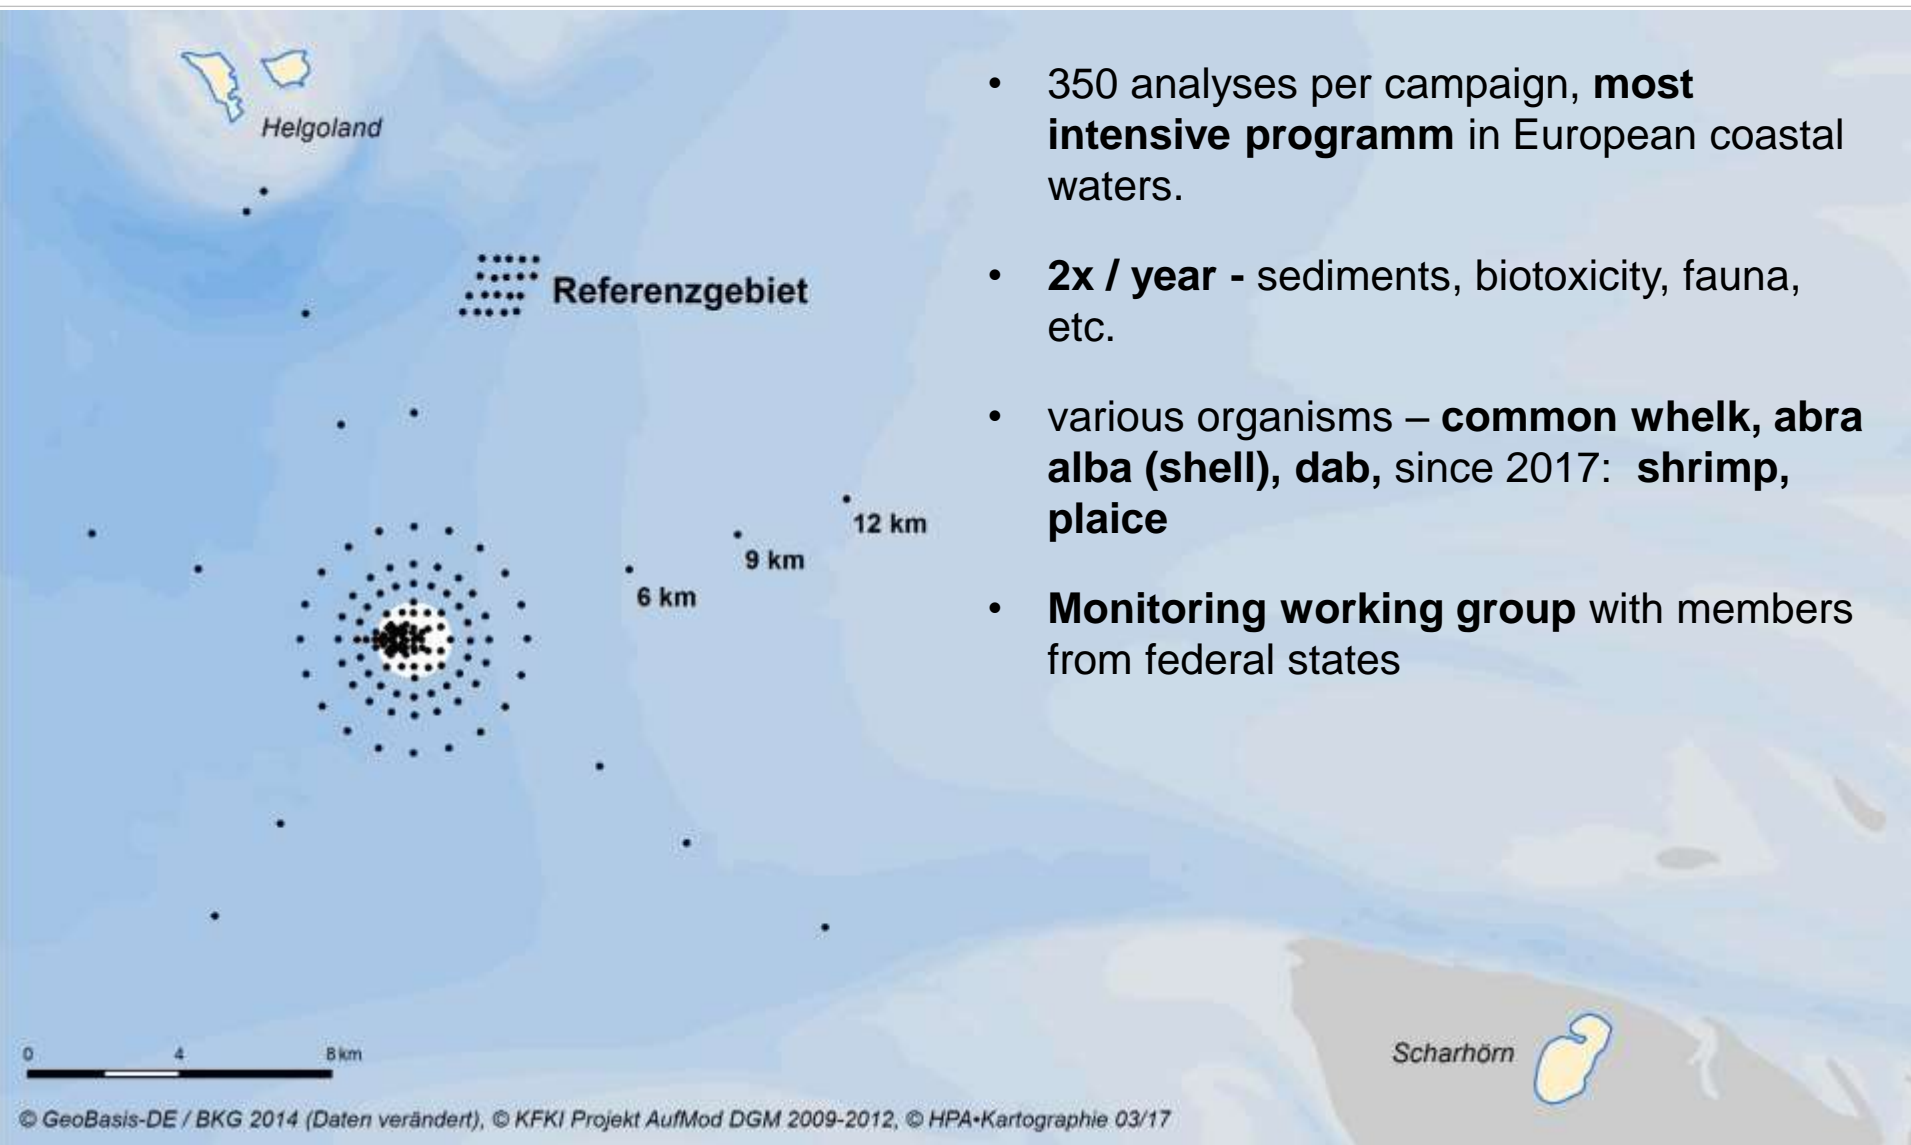 Helgoland
Referenzgebiet
12 km
9 km
6 km
• 350 analyses per campaign, most
intensive programm in European coastal
waters.
• 2x / year - sediments, biotoxicity, fauna,
etc.
• various organisms – common whelk, abra
alba (shell), dab, since 2017: shrimp,
plaice
• Monitoring working group with members
from federal states
Scharhörn
0 4 8 km
© GeoBasis-DE / BKG 2014 (Daten verändert), © KFKI Projekt AufMod DGM 2009-2012, © HPA•Kartographie 03/17